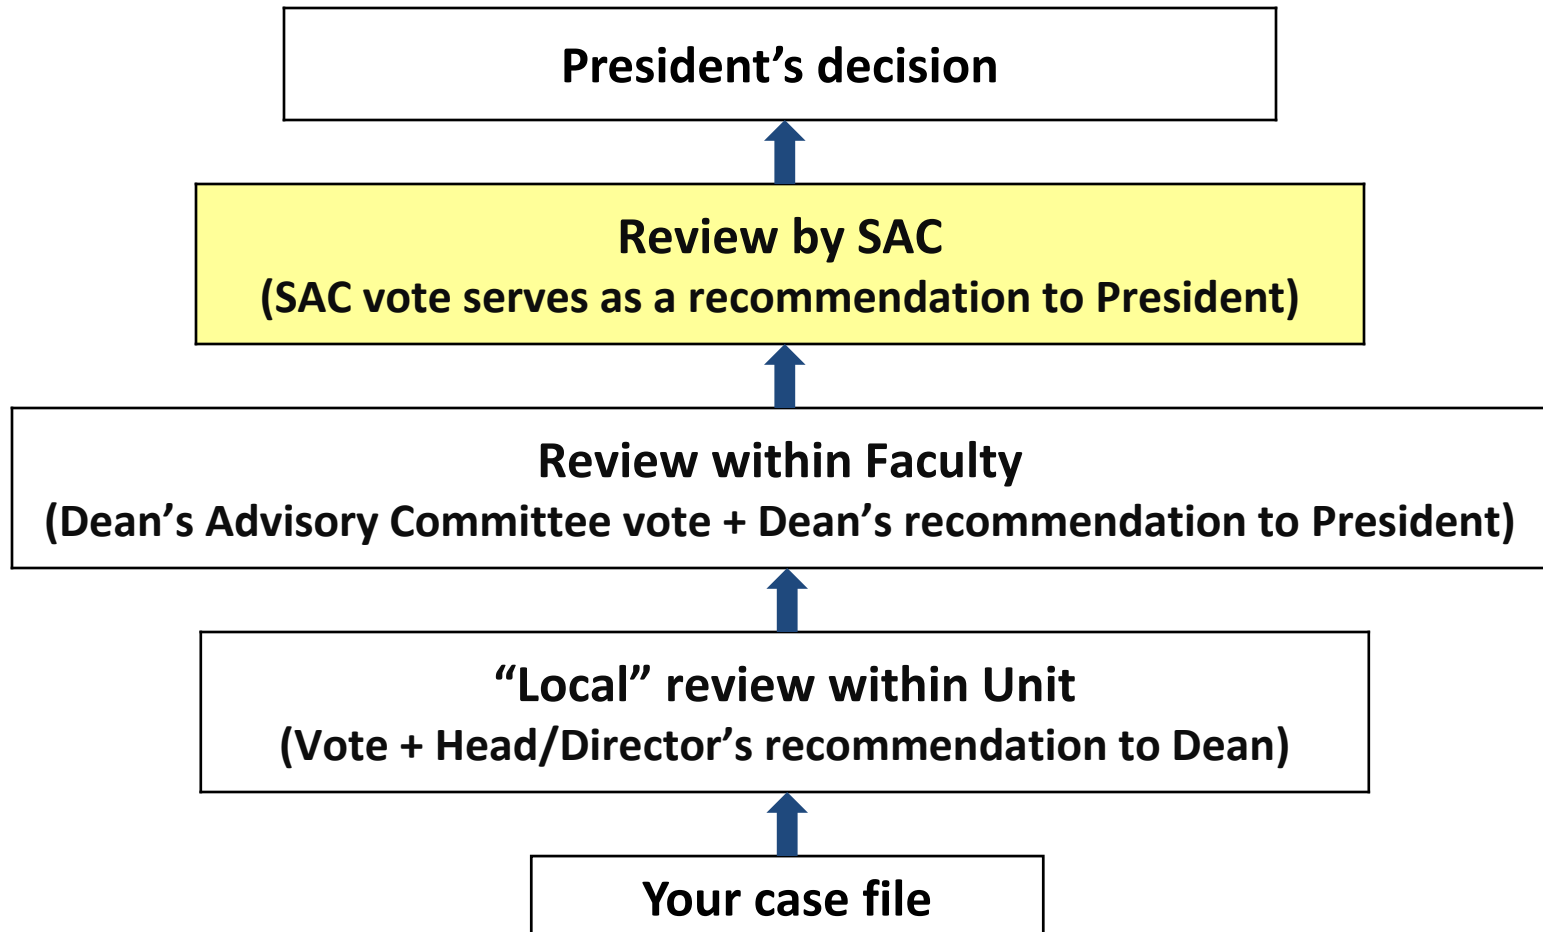 President’s decision
Review by SAC
(SAC vote serves as a recommendation to President)
Review within Faculty
(Dean’s Advisory Committee vote + Dean’s recommendation to President)
“Local” review within Unit
(Vote + Head/Director’s recommendation to Dean)
Your case file